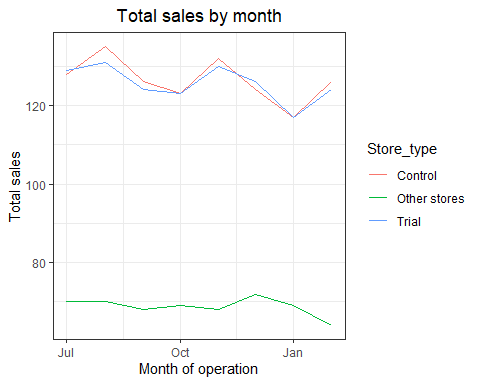 Total sales by month
Total sales
120
100
80
Jul
Oct
Jan
Month of operation
Store_type
Control
Other stores
Trial